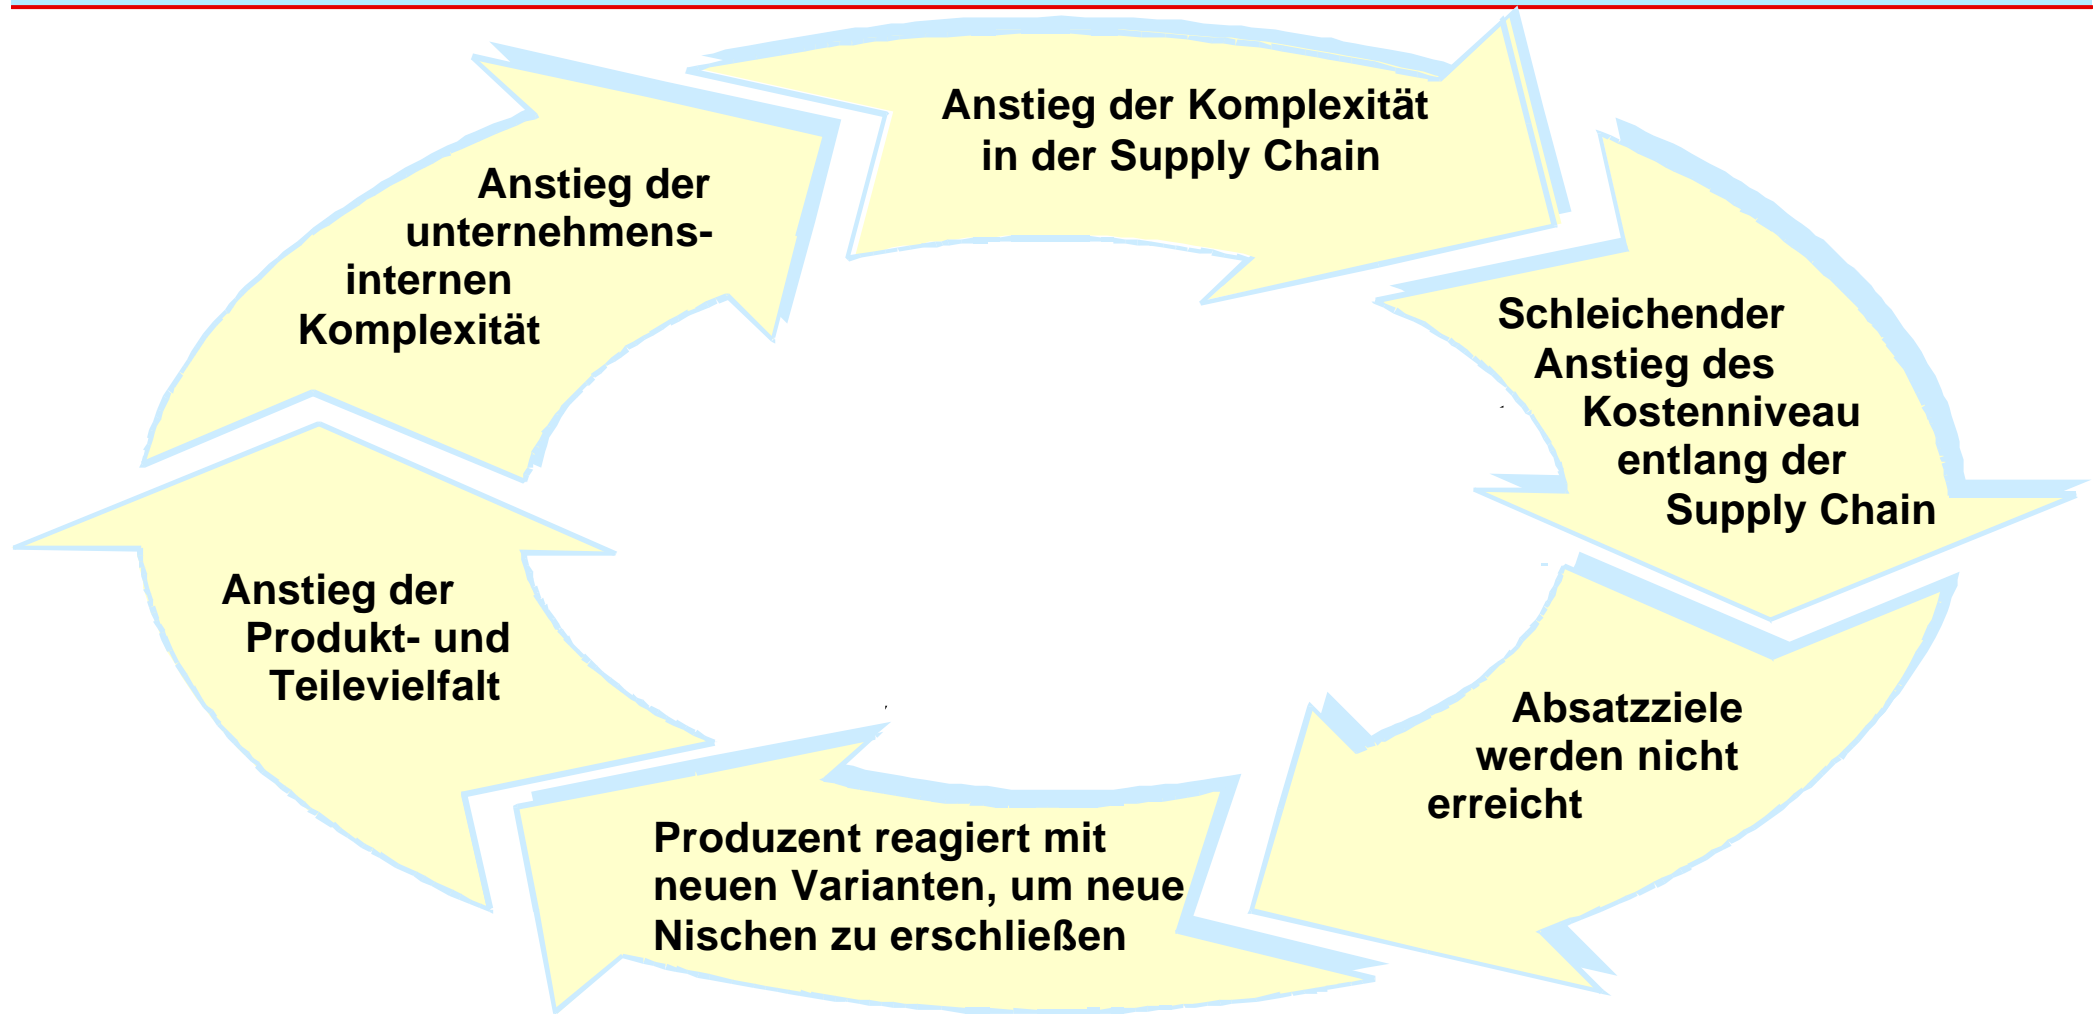 Anstieg der Komplexität
in der Supply Chain
Schleichender
Anstieg des
Kostenniveau
entlang der
Supply Chain
Absatzziele
werden nicht
erreicht
Produzent reagiert mit
neuen Varianten, um neue
Nischen zu erschließen
Anstieg der
Produkt- und
Teilevielfalt
Anstieg der
unternehmens-
internen
Komplexität